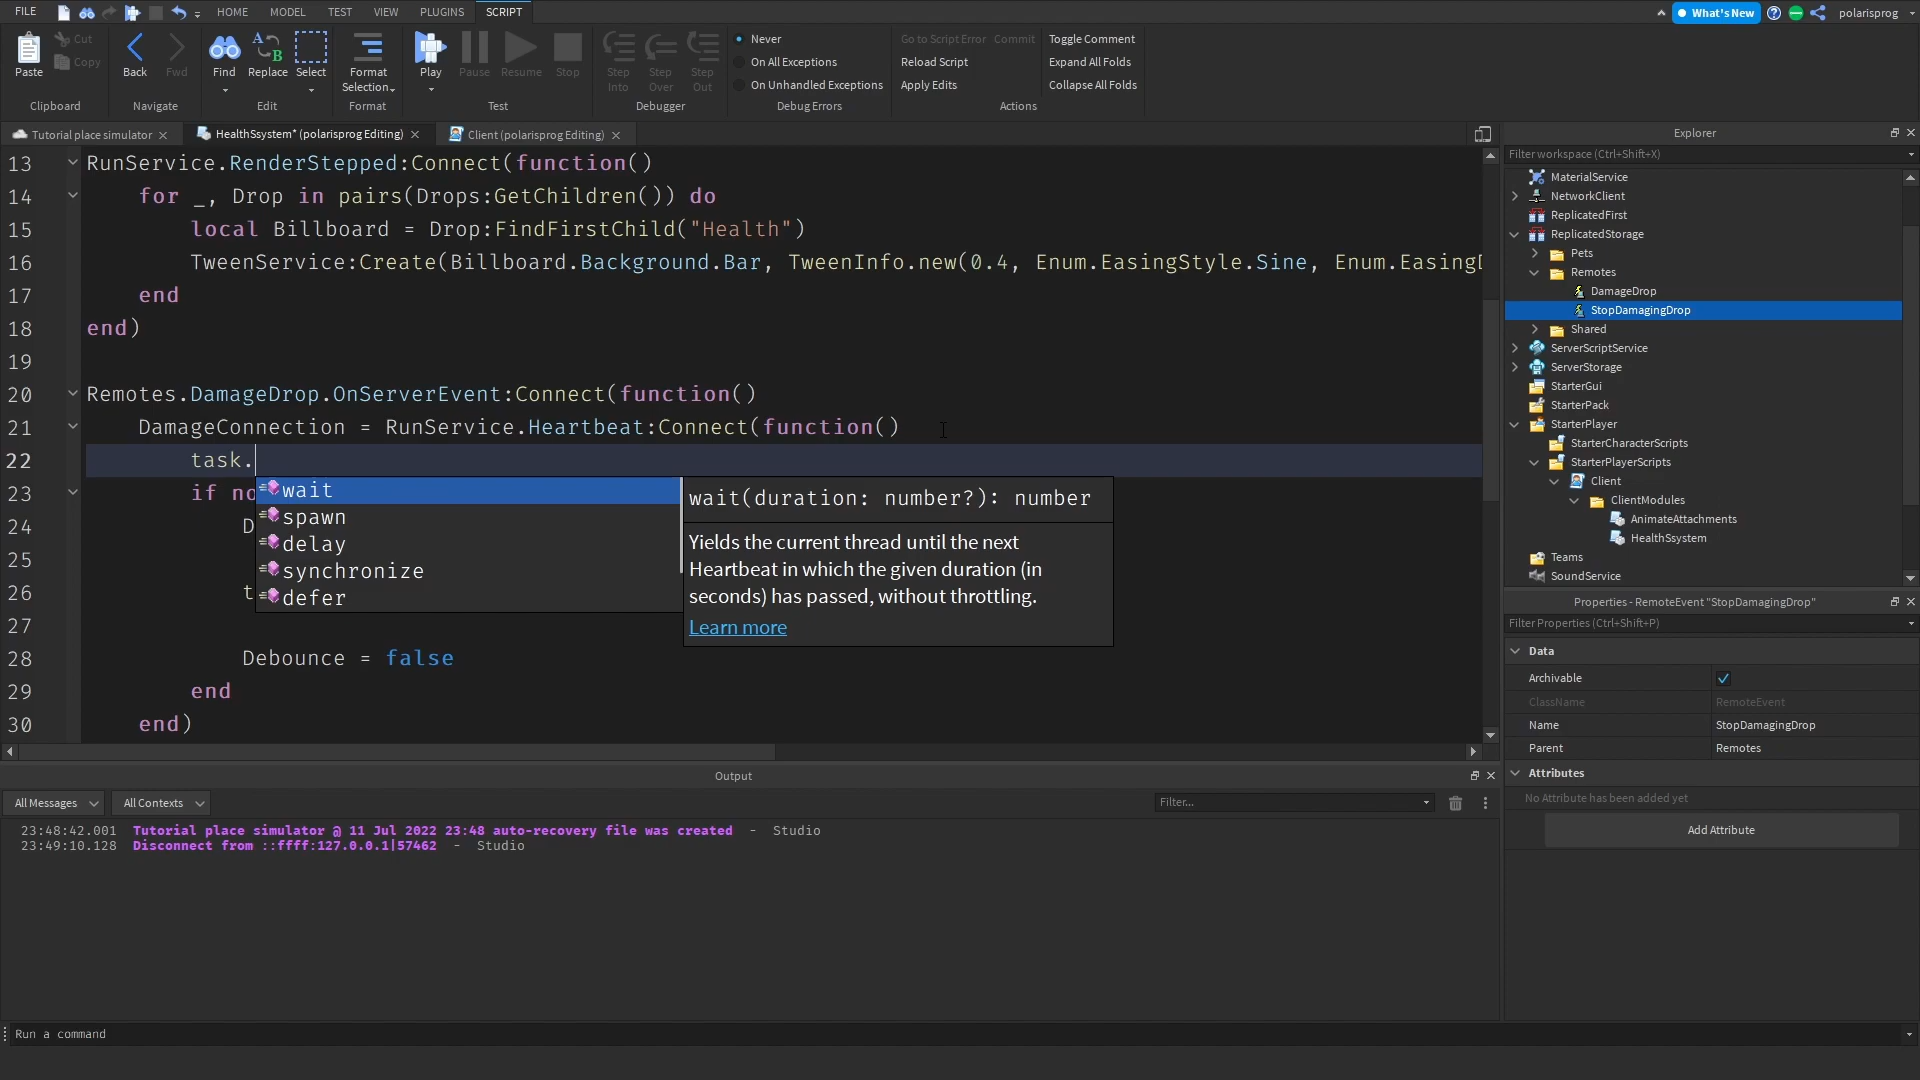 FILE HOME MODEL TEST VIEW PLUGINS SCRIPT What's New polarisprog
Paste Cut Copy Clipboard
Back Fwd Navigate
Find Replace Select Edit
Format Selection Format
Play Pause Resume Stop Test
Step Into Step Over Step Out Debugger
Never
On All Exceptions
On Unhandled Exceptions
Debug Errors
Go to Script Error Commit Toggle Comment
Reload Script Expand All Folds
Apply Edits Collapse All Folds
Actions
Tutorial place simulator HealthSsystem* (polarisprog Editing) Client (polarisprog Editing)
13 RunService.RenderStepped:Connect(function()
14 for _, Drop in pairs(Drops:GetChildren()) do
15 local Billboard = Drop:FindFirstChild("Health")
16 TweenService:Create(Billboard.Background.Bar, TweenInfo.new(0.4, Enum.EasingStyle.Sine, Enum.EasingD
17 end
18 end)
19
20 Remotes.DamageDrop.OnServerEvent:Connect(function()
21 DamageConnection = RunService.Heartbeat:Connect(function()
22 task.
23 if no
24 D
25
26 t
27
28 Debounce = false
29 end
30 end)
wait
spawn
delay
synchronize
defer
wait(duration: number?): number
Yields the current thread until the next
Heartbeat in which the given duration (in
seconds) has passed, without throttling.
Learn more
Output
All Messages All Contexts Filter...
23:48:42.001 Tutorial place simulator @ 11 Jul 2022 23:48 auto-recovery file was created - Studio
23:49:10.128 Disconnect from ::ffff:127.0.0.1|57462 - Studio
Run a command
Explorer
Filter workspace (Ctrl+Shift+X)
MaterialService
NetworkClient
ReplicatedFirst
ReplicatedStorage
Pets
Remotes
DamageDrop
StopDamagingDrop
Shared
ServerScriptService
ServerStorage
StarterGui
StarterPack
StarterPlayer
StarterCharacterScripts
StarterPlayerScripts
Client
ClientModules
AnimateAttachments
HealthSsystem
Teams
SoundService
Properties - RemoteEvent "StopDamagingDrop"
Filter Properties (Ctrl+Shift+P)
Data
Archivable
ClassName RemoteEvent
Name StopDamagingDrop
Parent Remotes
Attributes
No Attribute has been added yet
Add Attribute